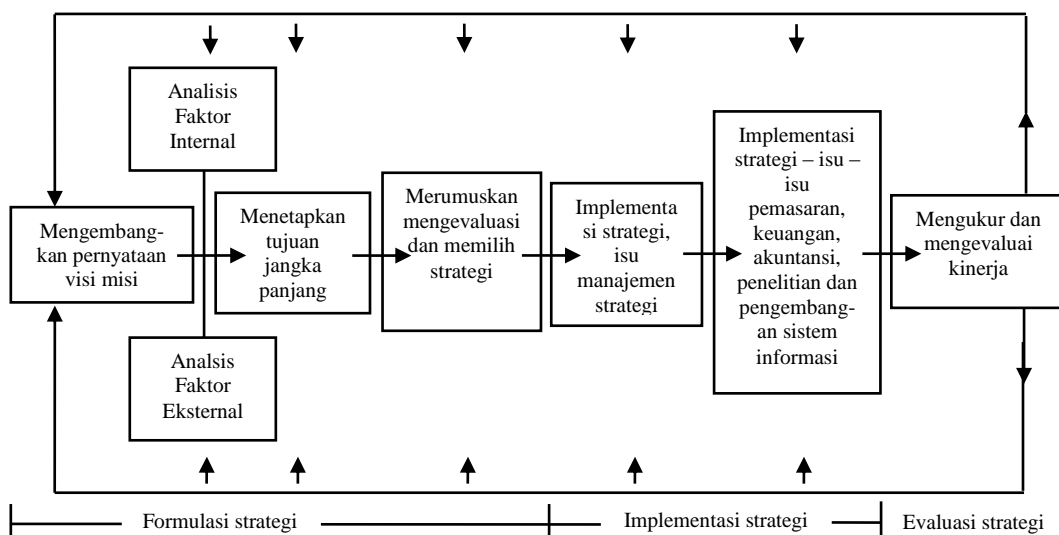 Analisis
Faktor
Internal
Mengembang-
kan pernyataan
visi misi
Analsis
Faktor
Eksternal
Menetapkan
tujuan
jangka
panjang
Merumuskan
mengevaluasi
dan memilih
strategi
Implementa
si strategi,
isu
manajemen
strategi
Implementasi
strategi – isu –
isu
pemasaran,
keuangan,
akuntansi,
penelitian dan
pengembang-
an sistem
informasi
Mengukur dan
mengevaluai
kinerja
Formulasi strategi
Implementasi strategi
Evaluasi strategi